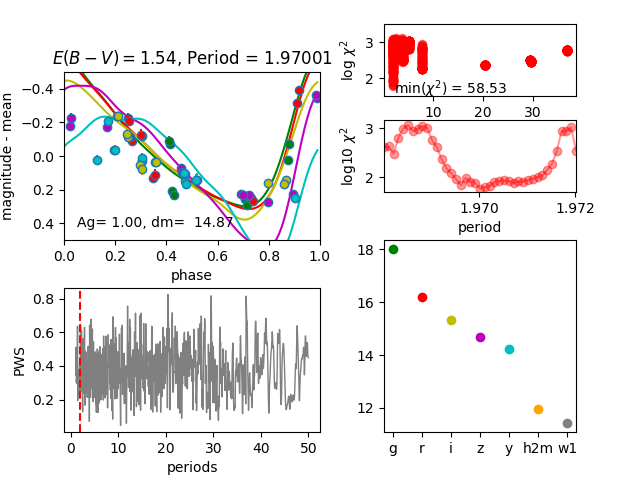 E(B − V) = 1.54, Period = 1.97001
magnitude - mean
−0.4
−0.2
0.0
0.2
0.4
Ag= 1.00, dm= 14.87
0.0 0.2 0.4 0.6 0.8 1.0
phase
log χ²
3
2
min(χ²) = 58.53
10 20 30
log10 χ²
3
2
1.970 1.972
period
PWS
0.8
0.6
0.4
0.2
0 10 20 30 40 50
periods
18
16
14
12
g r i z y h2m w1